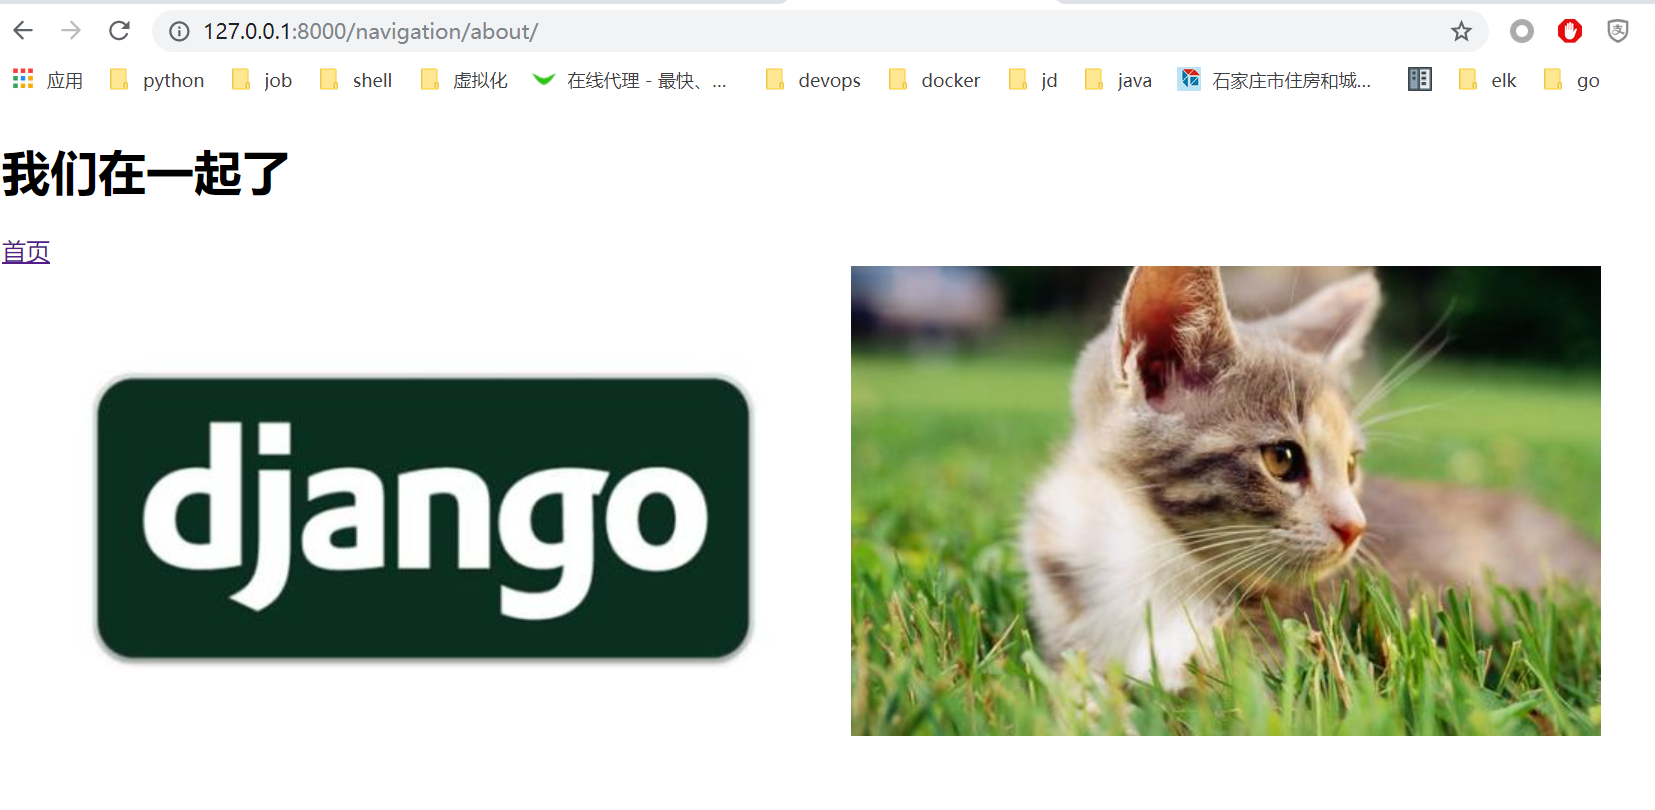 127.0.0.1:8000/navigation/about/
应用 python job shell 虚拟化 在线代理 - 最快、... devops docker jd java 石家庄市住房和城... elk go
我们在一起了
首页
django